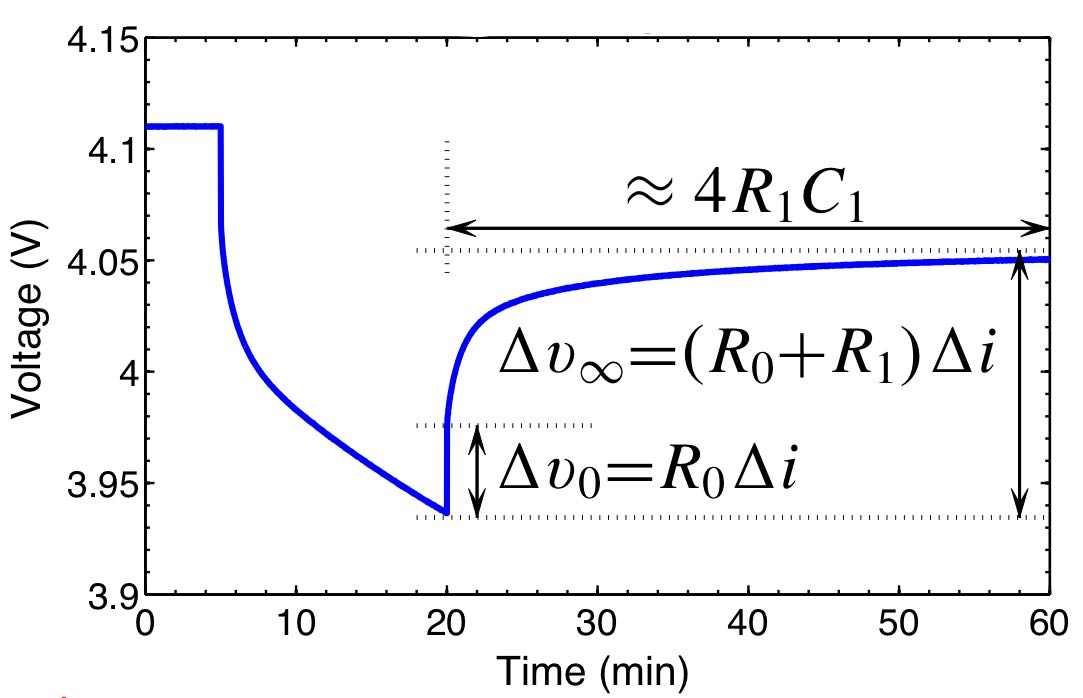 4.15
4.1
4.05
4
3.95
3.9
Voltage (V)
≈ 4R₁C₁
Δv∞=(R₀+R₁)Δi
Δv₀=R₀Δi
0 10 20 30 40 50 60
Time (min)